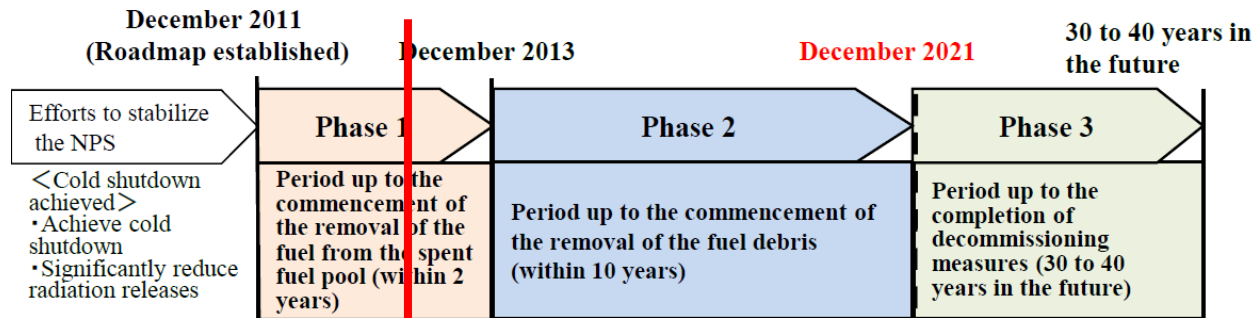 December 2011
(Roadmap established)
December 2013
December 2021
30 to 40 years in
the future
Efforts to stabilize
the NPS
Phase 1
Phase 2
Phase 3
＜Cold shutdown
achieved＞
・Achieve cold
shutdown
・Significantly reduce
radiation releases
Period up to the
commencement of
the removal of the
fuel from the spent
fuel pool (within 2
years)
Period up to the commencement of
the removal of the fuel debris
(within 10 years)
Period up to the
completion of
decommissioning
measures (30 to 40
years in the future)